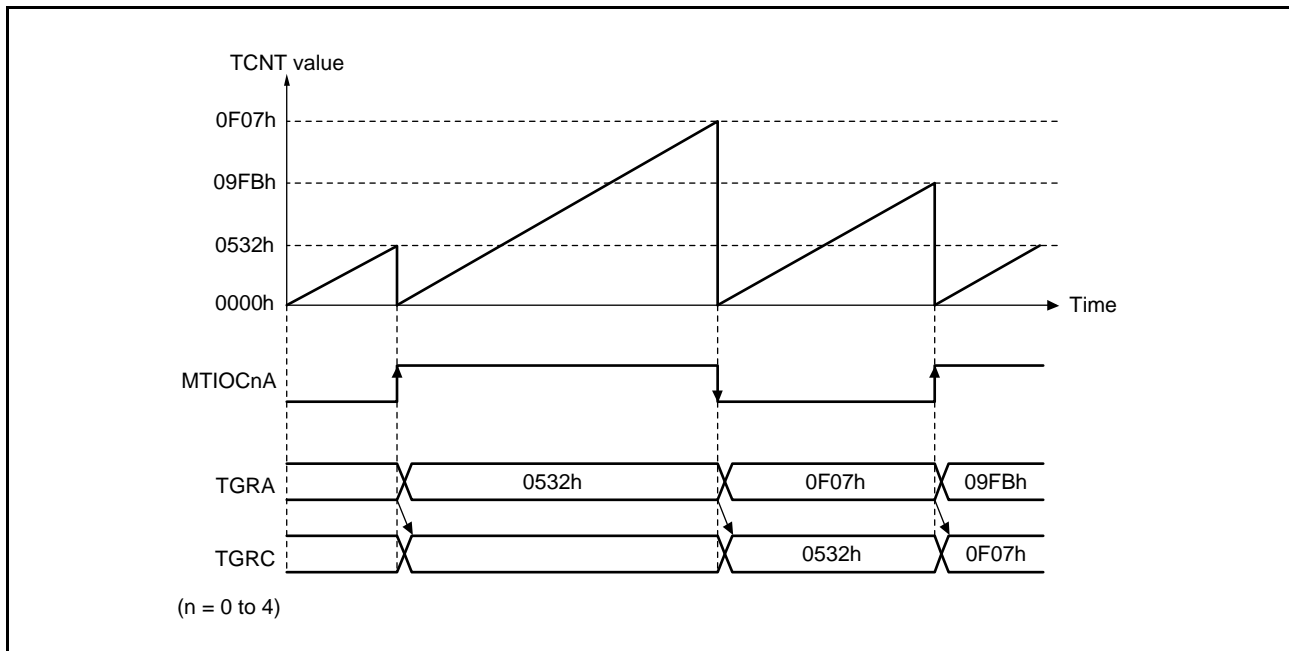 TCNT value
0F07h
09FBh
0532h
0000h
Time
MTIOCnA
TGRA 0532h 0F07h 09FBh
TGRC 0532h 0F07h
(n = 0 to 4)